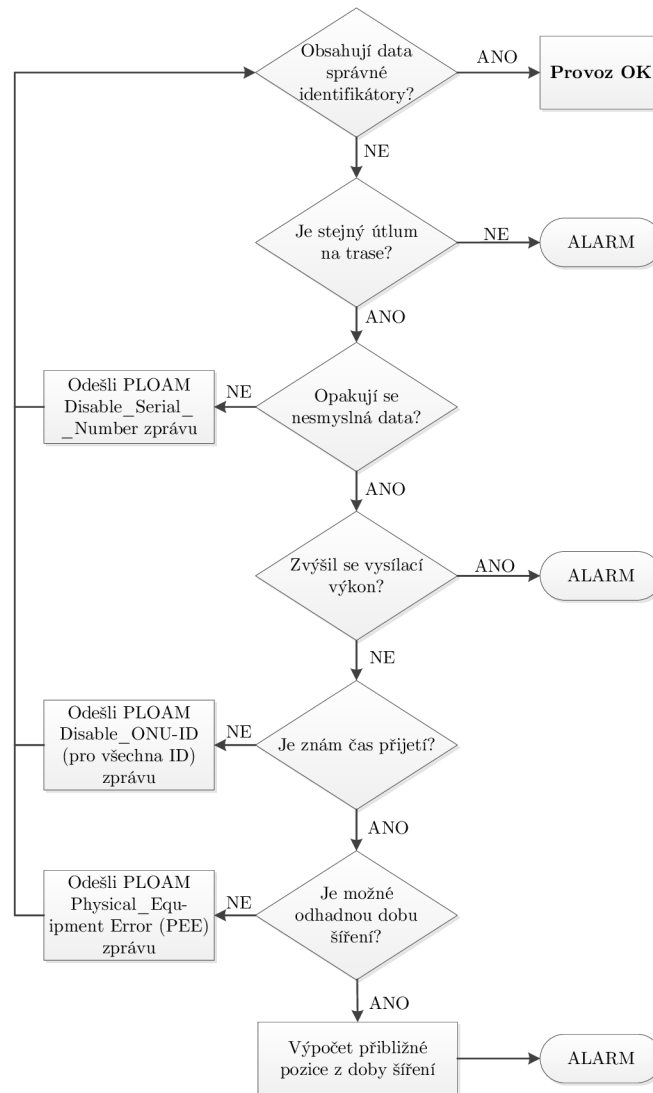 Obsahují data
správné
identifikátory?
ANO
Provoz OK
NE
Je stejný útlum
na trase?
NE
ALARM
ANO
Odešli PLOAM
Disable_Serial_
_Number zprávu
NE
Opakují se
nesmyslná data?
ANO
Zvýšil se vysílací
výkon?
ANO
ALARM
NE
Odešli PLOAM
Disable_ONU-ID
(pro všechna ID)
zprávu
NE
Je znám čas přijetí?
ANO
Odešli PLOAM
Physical_Equ-
ipment Error (PEE)
zprávu
NE
Je možné
odhadnou dobu
šíření?
ANO
Výpočet přibližné
pozice z doby šíření
ALARM